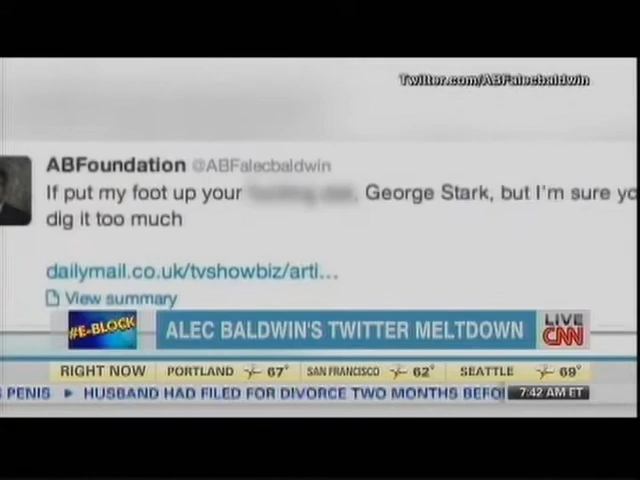 Twitter.com/ABFalecbaldwin
ABFoundation @ABFalecbaldwin
If put my foot up your George Stark, but I'm sure yo
dig it too much
dailymail.co.uk/tvshowbiz/arti...
View summary
#E-BLOCK
ALEC BALDWIN'S TWITTER MELTDOWN
LIVE
CNN
RIGHT NOW PORTLAND 67° SAN FRANCISCO 62° SEATTLE 69°
S PENIS ► HUSBAND HAD FILED FOR DIVORCE TWO MONTHS BEFO
7:42 AM ET